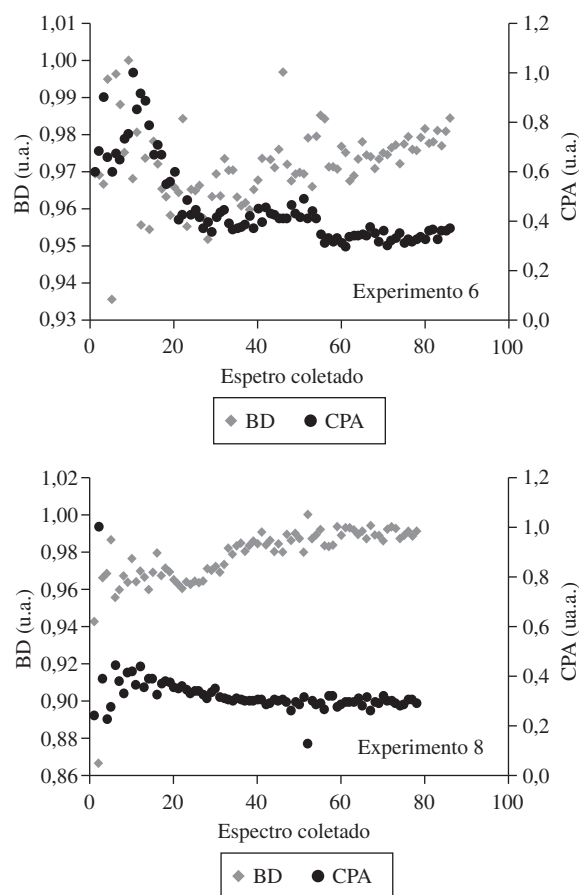 1,01
1,00
0,99
0,98
0,97
0,96
0,95
0,94
0,93
BD (u.a.)
1,2
1,0
0,8
0,6
0,4
0,2
0,0
CPA (u.a.)
Experimento 6
0 20 40 60 80 100
Espetro coletado
BD CPA
1,02
1,00
0,98
0,96
0,94
0,92
0,90
0,88
0,86
BD (u.a.)
1,2
1,0
0,8
0,6
0,4
0,2
0,0
CPA (ua.a.)
Experimento 8
0 20 40 60 80 100
Espectro coletado
BD CPA